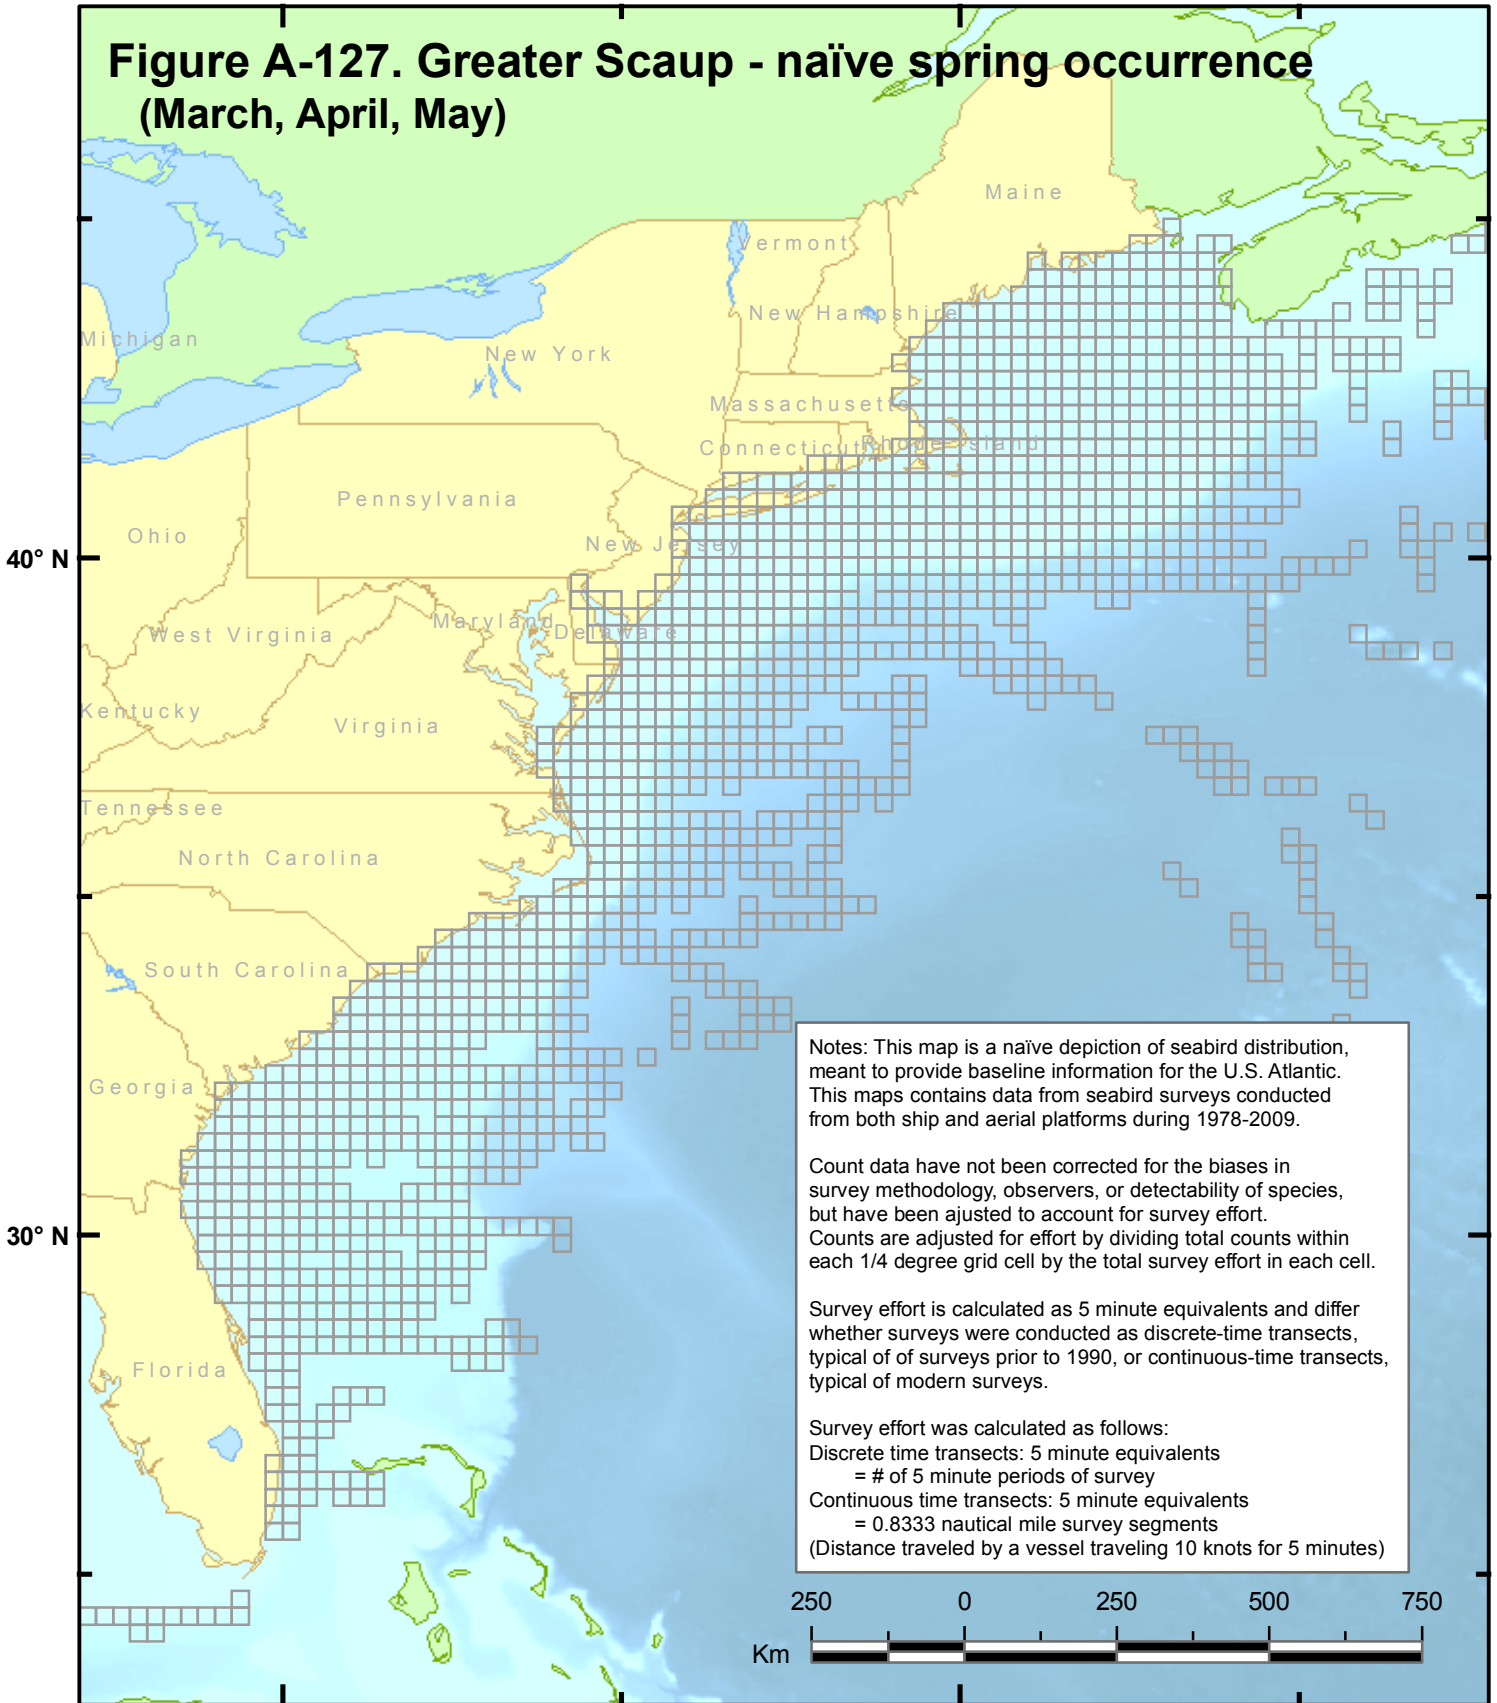 Figure A-127. Greater Scaup - naïve spring occurrence
(March, April, May)
Maine
Vermont
New Hampshire
Michigan
New York
Massachusetts
Connecticut
Rhode Island
Pennsylvania
Ohio
New Jersey
40° N
Maryland
Delaware
West Virginia
Kentucky
Virginia
Tennessee
North Carolina
South Carolina
Georgia
30° N
Florida
Notes: This map is a naïve depiction of seabird distribution,
meant to provide baseline information for the U.S. Atlantic.
This maps contains data from seabird surveys conducted
from both ship and aerial platforms during 1978-2009.
Count data have not been corrected for the biases in
survey methodology, observers, or detectability of species,
but have been ajusted to account for survey effort.
Counts are adjusted for effort by dividing total counts within
each 1/4 degree grid cell by the total survey effort in each cell.
Survey effort is calculated as 5 minute equivalents and differ
whether surveys were conducted as discrete-time transects,
typical of of surveys prior to 1990, or continuous-time transects,
typical of modern surveys.
Survey effort was calculated as follows:
Discrete time transects: 5 minute equivalents
= # of 5 minute periods of survey
Continuous time transects: 5 minute equivalents
= 0.8333 nautical mile survey segments
(Distance traveled by a vessel traveling 10 knots for 5 minutes)
250 0 250 500 750
Km